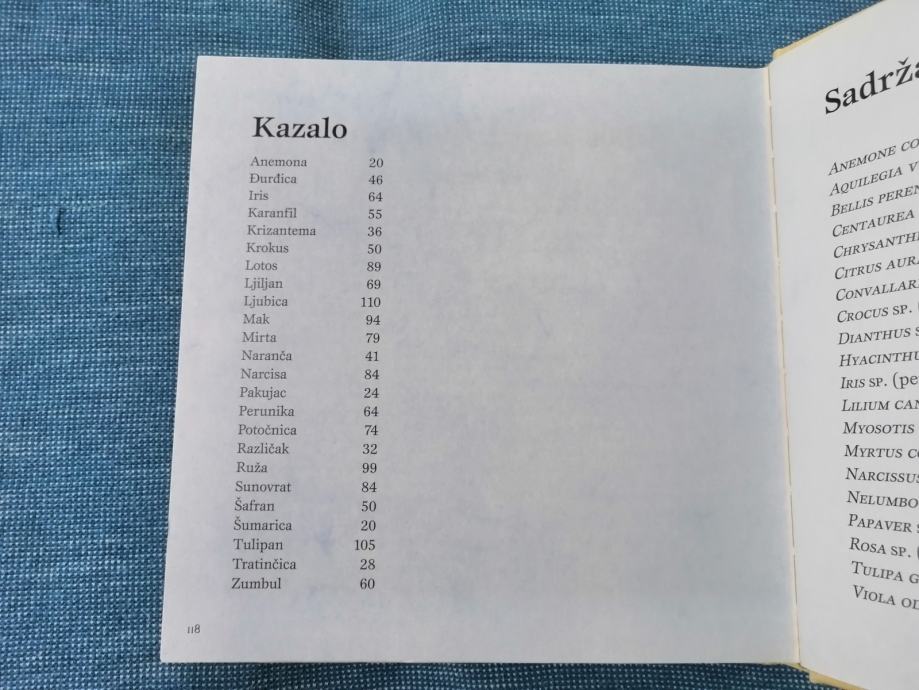 Kazalo
Anemona 20
Đurđica 46
Iris 64
Karanfil 55
Krizantema 36
Krokus 50
Lotos 89
Ljiljan 69
Ljubica 110
Mak 94
Mirta 79
Naranča 41
Narcisa 84
Pakujac 24
Perunika 64
Potočnica 74
Različak 32
Ruža 99
Sunovrat 84
Šafran 50
Šumarica 20
Tulipan 105
Tratinčica 28
Zumbul 60
118
Sadrža
ANEMONE CO
AQUILEGIA V
BELLIS PEREN
CENTAUREA
CHRYSANTH
CITRUS AURA
CONVALLAR
CROCUS SP. (
DIANTHUS S
HYACINTHU
IRIS SP. (pe
LILIUM CAN
MYOSOTIS
MYRTUS CO
NARCISSUS
NELUMBO
PAPAVER S
ROSA SP. (
TULIPA G
VIOLA OD